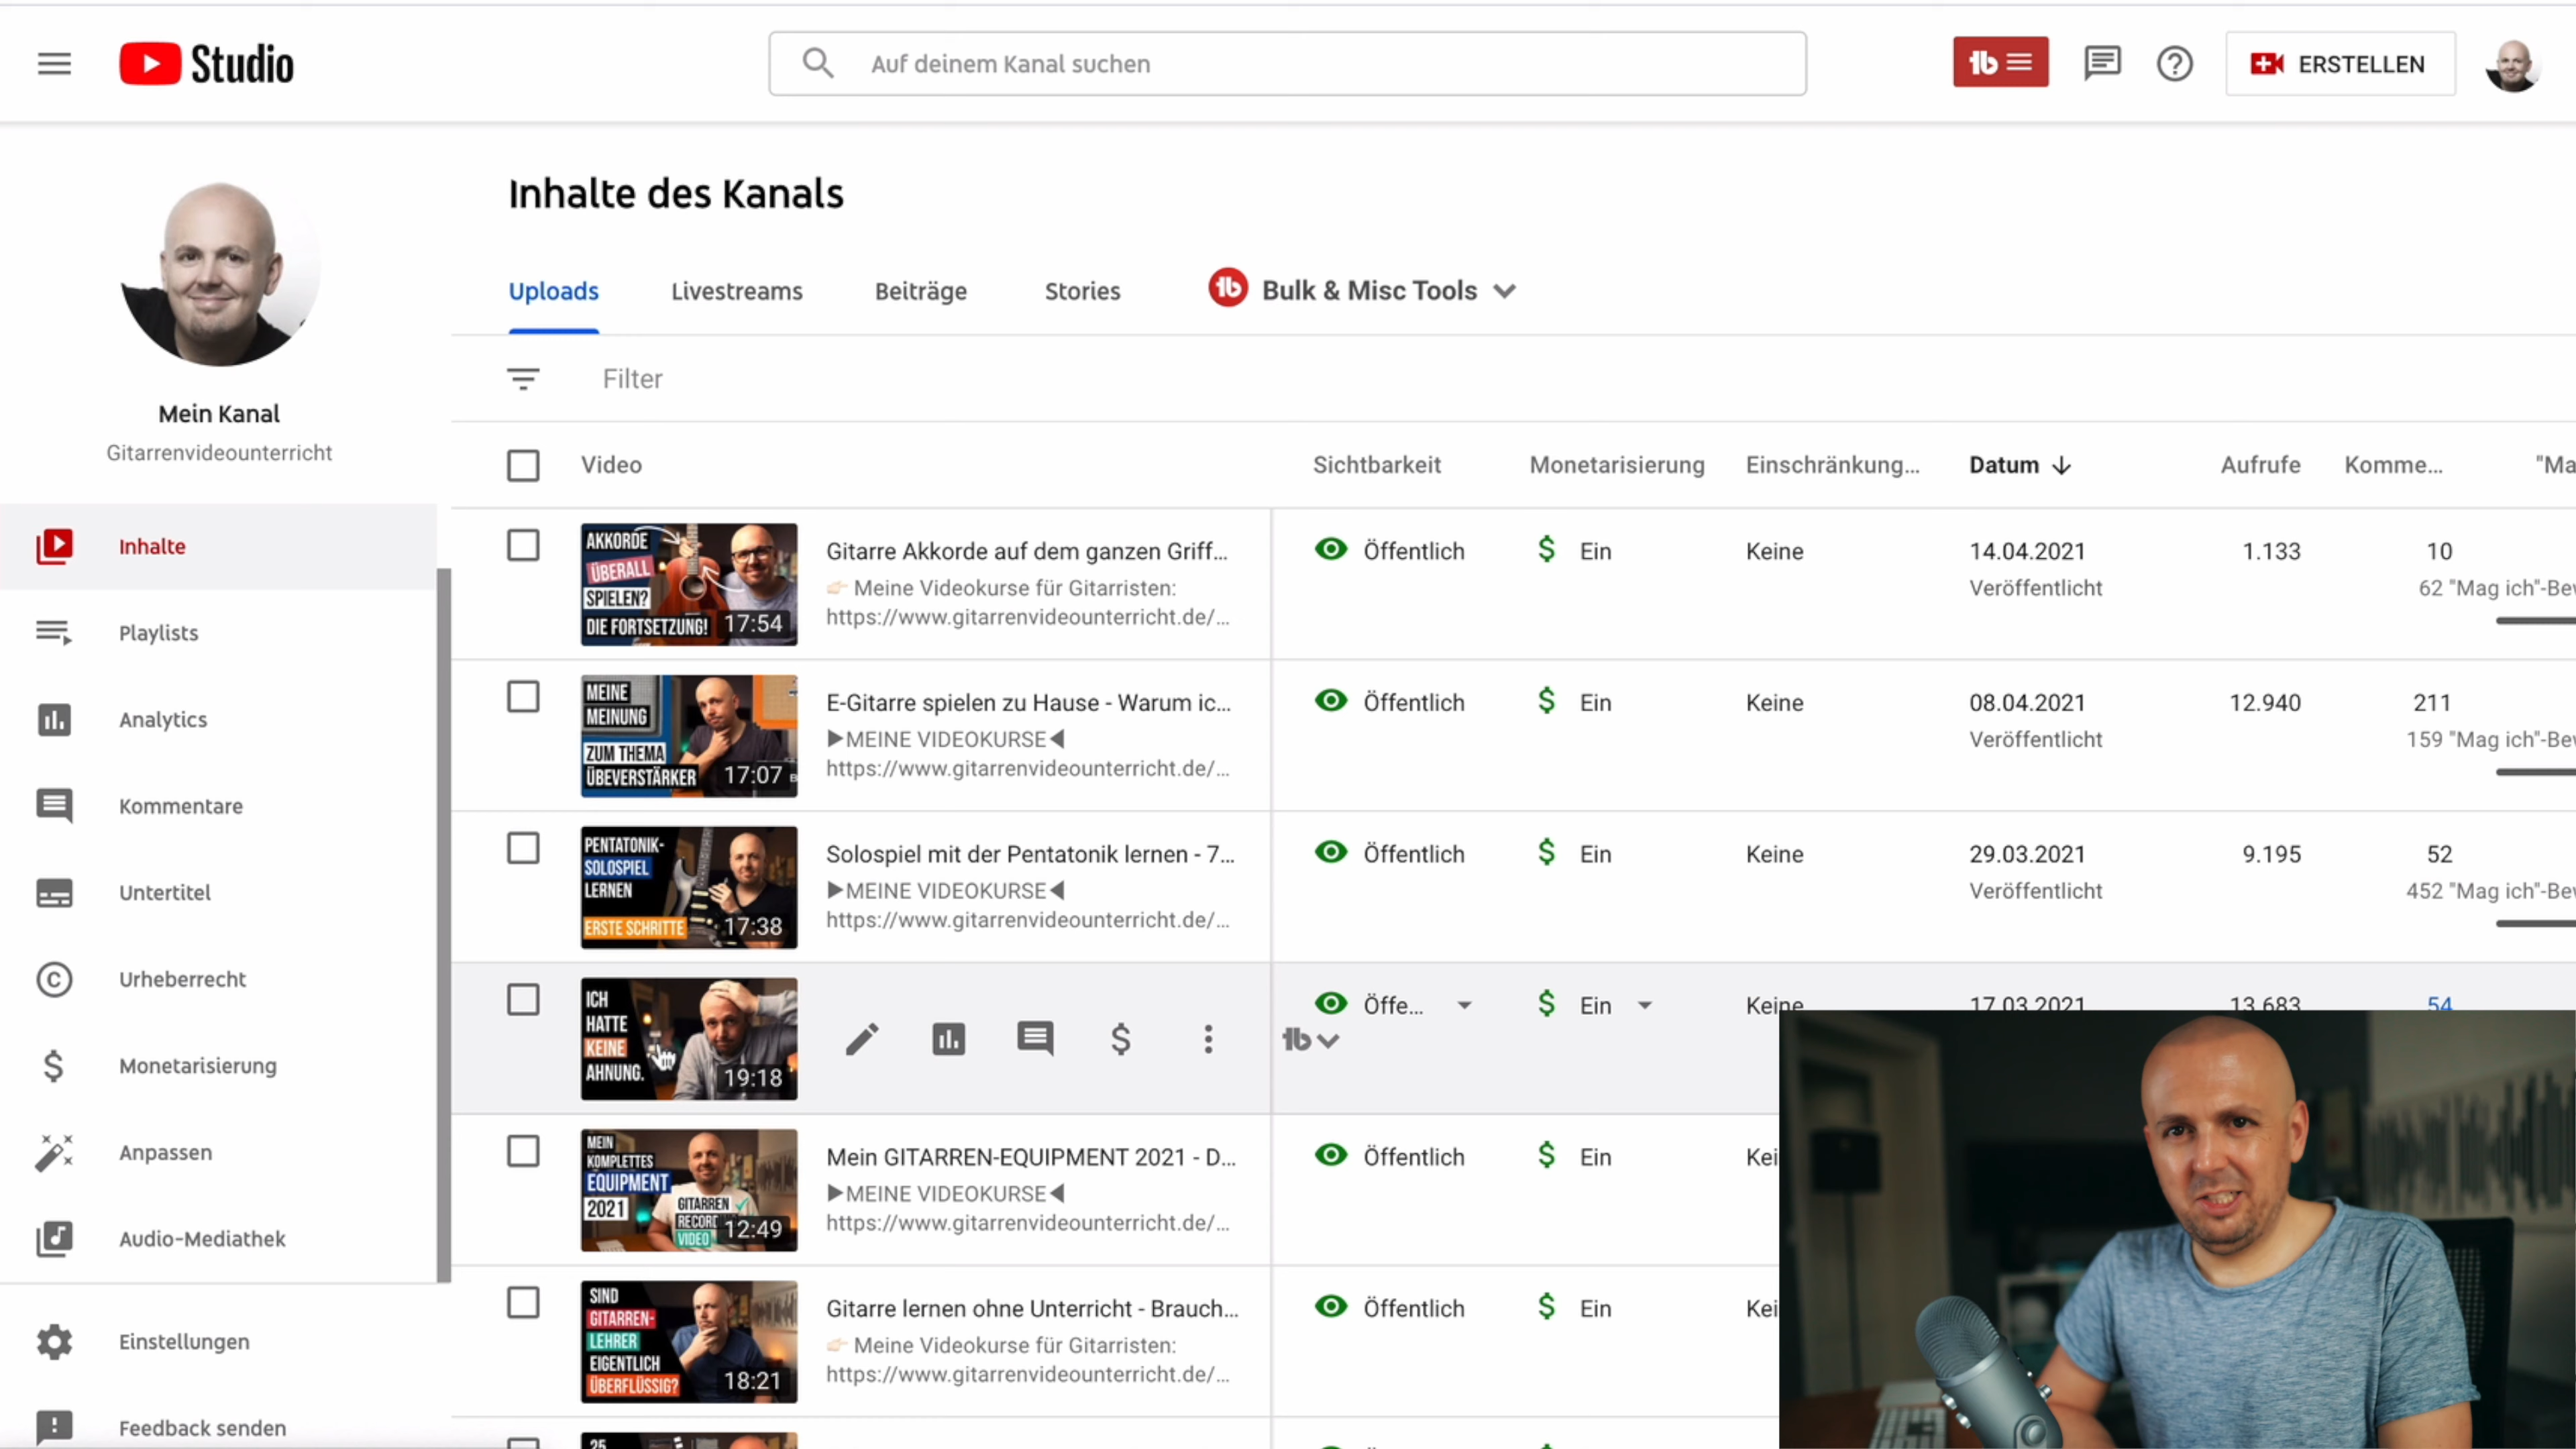 Studio
Auf deinem Kanal suchen
ERSTELLEN
Mein Kanal
Gitarrenvideounterricht
Inhalte
Playlists
Analytics
Kommentare
Untertitel
Urheberrecht
Monetarisierung
Anpassen
Audio-Mediathek
Einstellungen
Feedback senden
Inhalte des Kanals
Uploads Livestreams Beiträge Stories Bulk & Misc Tools
Filter
Video Sichtbarkeit Monetarisierung Einschränkung... Datum Aufrufe Komme... "Ma
AKKORDE
ÜBERALL
SPIELEN?
DIE FORTSETZUNG! 17:54
Gitarre Akkorde auf dem ganzen Griff... Öffentlich Ein Keine 14.04.2021 1.133 10
👉🏻 Meine Videokurse für Gitarristen: Veröffentlicht 62 "Mag ich"-Bew
https://www.gitarrenvideounterricht.de/...
MEINE
MEINUNG
ZUM THEMA
ÜBEVERSTÄRKER 17:07
E-Gitarre spielen zu Hause - Warum ic... Öffentlich Ein Keine 08.04.2021 12.940 211
▶MEINE VIDEOKURSE◀ Veröffentlicht 159 "Mag ich"-Bew
https://www.gitarrenvideounterricht.de/...
PENTATONIK-
SOLOSPIEL
LERNEN
ERSTE SCHRITTE 17:38
Solospiel mit der Pentatonik lernen - 7... Öffentlich Ein Keine 29.03.2021 9.195 52
▶MEINE VIDEOKURSE◀ Veröffentlicht 452 "Mag ich"-Bew
https://www.gitarrenvideounterricht.de/...
ICH
HATTE
KEINE
AHNUNG. 19:18
Öffe... Ein Keine 17.03.2021 13.683 54
MEIN
KOMPLETTES
EQUIPMENT
2021
GITARREN
RECORD
VIDEO 12:49
Mein GITARREN-EQUIPMENT 2021 - D... Öffentlich Ein Kei
▶MEINE VIDEOKURSE◀
https://www.gitarrenvideounterricht.de/...
SIND
GITARREN-
LEHRER
EIGENTLICH
ÜBERFLÜSSIG? 18:21
Gitarre lernen ohne Unterricht - Brauch... Öffentlich Ein Kei
👉🏻 Meine Videokurse für Gitarristen:
https://www.gitarrenvideounterricht.de/...
25